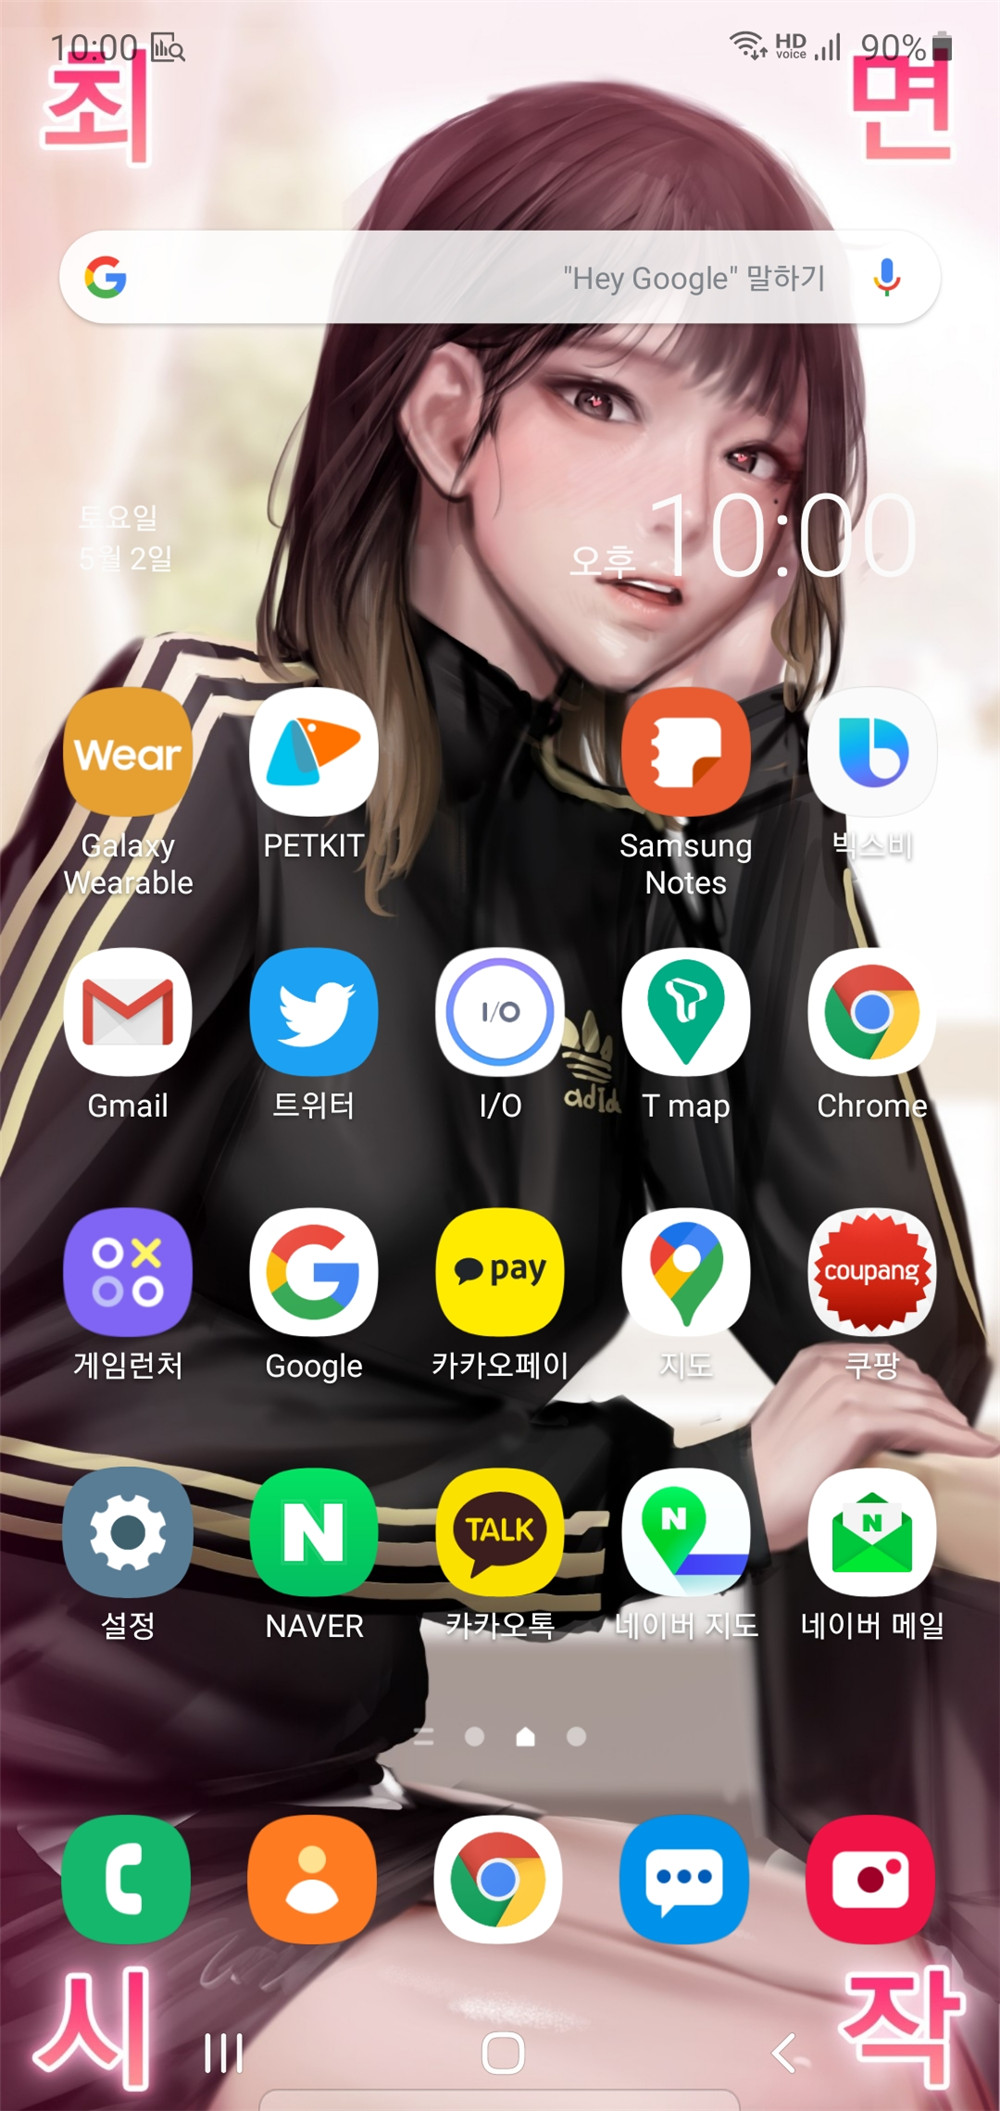 10:00 HD voice 90%
최 면
"Hey Google" 말하기
토요일
5월 2일
오후 10:00
Wear
Galaxy Wearable
PETKIT
Samsung Notes
빅스비
Gmail
트위터
I/O
I/O
adida
T map
Chrome
게임런처
Google
pay
카카오페이
지도
coupang
쿠팡
설정
N
NAVER
TALK
카카오톡
N
네이버 지도
N
네이버 메일
시 작